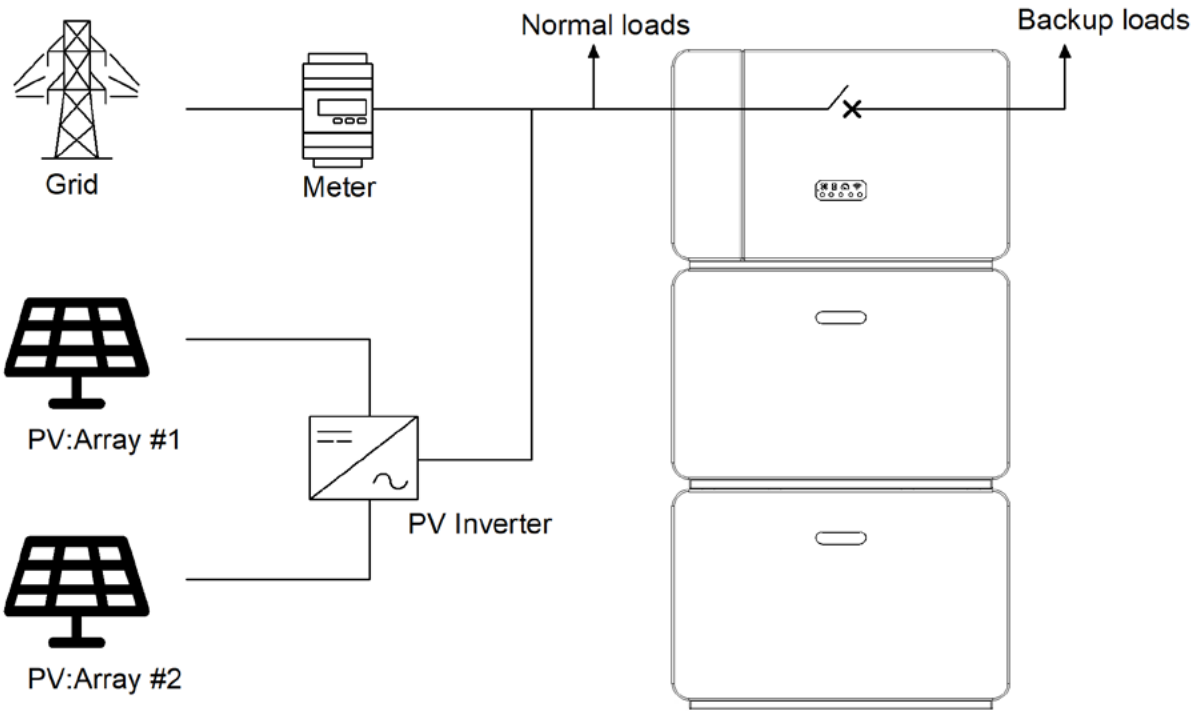 Normal loads
Backup loads
Grid
Meter
PV:Array #1
PV Inverter
PV:Array #2